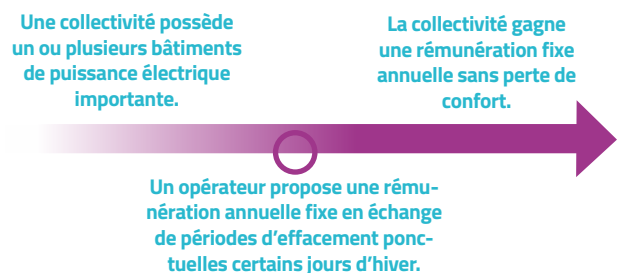 Une collectivité possède
un ou plusieurs bâtiments
de puissance électrique
importante.
La collectivité gagne
une rémunération fixe
annuelle sans perte de
confort.
Un opérateur propose une rému-
nération annuelle fixe en échange
de périodes d'effacement ponc-
tuelles certains jours d'hiver.